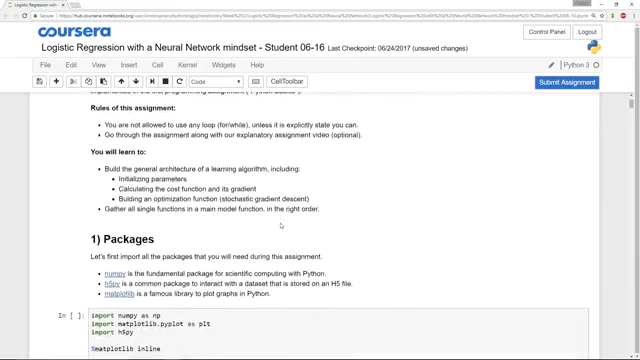 Logistic Regression a
coursera
Logistic Regression with a Neural Network mindset - Student 06-16 Last Checkpoint: 06/24/2017 (unsaved changes)
Control Panel
Logout
File Edit View Insert Cell Kernel Widgets Help
Python 3
Code
CellToolbar
Submit Assignment
Rules of this assignment:
You are not allowed to use any loop (for/while), unless it is explicitly state you can.
Go through the assignment along with our explanatory assignment video (optional).
You will learn to:
Build the general architecture of a learning algorithm, including:
Initializing parameters
Calculating the cost function and its gradient
Bulding an optimization function (stochastic gradient descent)
Gather all single functions in a main model function, in the right order.
1) Packages
Let's first import all the packages that you will need during this assignment.
numpy is the fundamental package for scientific computing with Python.
h5py is a common package to interact with a dataset that is stored on an H5 file.
matplotlib is a famous library to plot graphs in Python.
In [ ]:
import numpy as np
import matplotlib.pyplot as plt
import h5py
%matplotlib inline